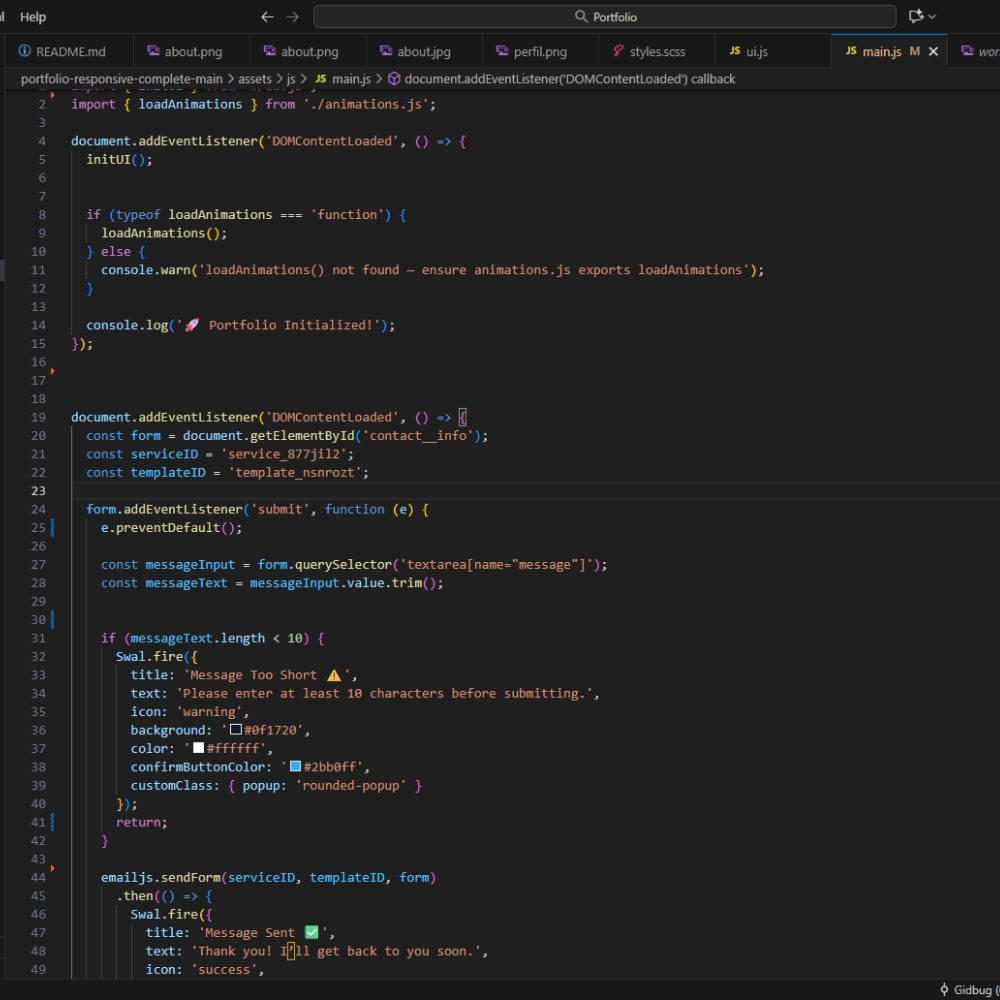 Help
Portfolio
README.md about.png about.png about.jpg perfil.png styles.scss JS ui.js JS main.js M
portfolio-responsive-complete-main > assets > js > JS main.js > document.addEventListener('DOMContentLoaded') callback
2 import { loadAnimations } from './animations.js';
3
4 document.addEventListener('DOMContentLoaded', () => {
5 initUI();
6
7
8 if (typeof loadAnimations === 'function') {
9 loadAnimations();
10 } else {
11 console.warn('loadAnimations() not found – ensure animations.js exports loadAnimations');
12 }
13
14 console.log('🚀 Portfolio Initialized!');
15 });
16
17
18
19 document.addEventListener('DOMContentLoaded', () => {
20 const form = document.getElementById('contact__info');
21 const serviceID = 'service_877jil2';
22 const templateID = 'template_nsnrozt';
23
24 form.addEventListener('submit', function (e) {
25 e.preventDefault();
26
27 const messageInput = form.querySelector('textarea[name="message"]');
28 const messageText = messageInput.value.trim();
29
30
31 if (messageText.length < 10) {
32 Swal.fire({
33 title: 'Message Too Short ⚠️',
34 text: 'Please enter at least 10 characters before submitting.',
35 icon: 'warning',
36 background: '#0f1720',
37 color: '#ffffff',
38 confirmButtonColor: '#2bb0ff',
39 customClass: { popup: 'rounded-popup' }
40 });
41 return;
42 }
43
44 emailjs.sendForm(serviceID, templateID, form)
45 .then(() => {
46 Swal.fire({
47 title: 'Message Sent ✅',
48 text: 'Thank you! I’ll get back to you soon.',
49 icon: 'success',
Gidbug